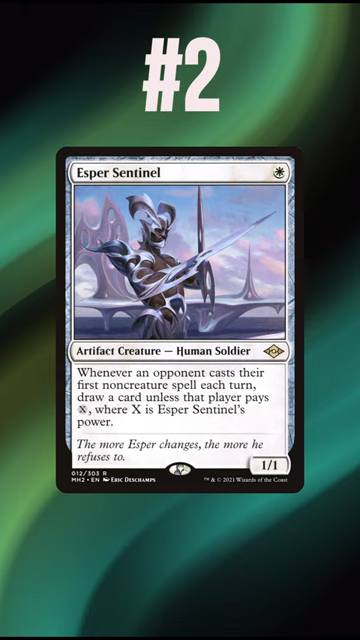 #2
Esper Sentinel
Artifact Creature — Human Soldier
Whenever an opponent casts their
first noncreature spell each turn,
draw a card unless that player pays
X, where X is Esper Sentinel's
power.
The more Esper changes, the more he
refuses to.
1/1
012/303 R
MH2 • EN Eric Deschamps
™ & © 2021 Wizards of the Coast